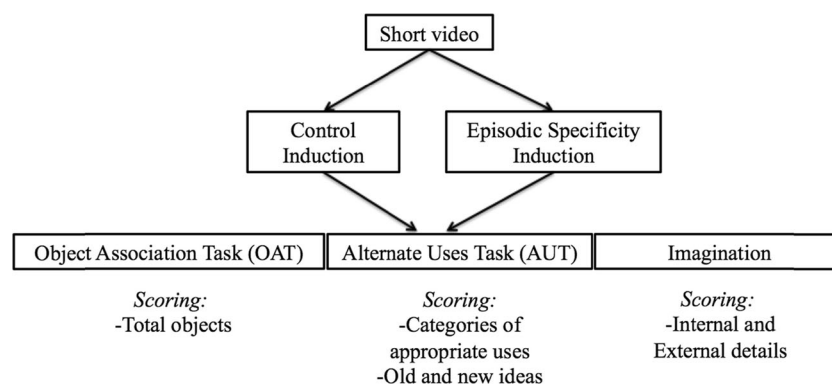 Short video
Control
Induction
Episodic Specificity
Induction
Object Association Task (OAT)
Alternate Uses Task (AUT)
Imagination
Scoring:
-Total objects
Scoring:
-Categories of
appropriate uses
-Old and new ideas
Scoring:
-Internal and
External details